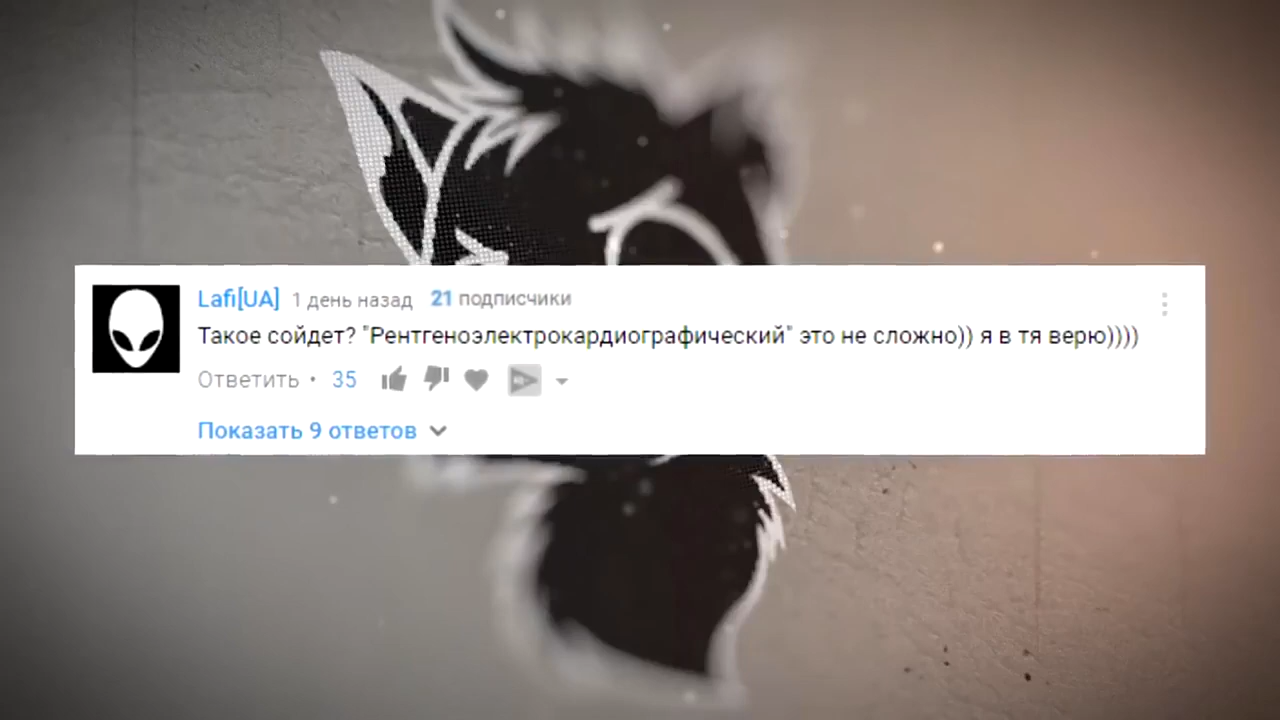 Lafi[UA] 1 день назад 21 подписчики
Такое сойдет? "Рентгеноэлектрокардиографический" это не сложно)) я в тя верю))))
Ответить • 35
Показать 9 ответов